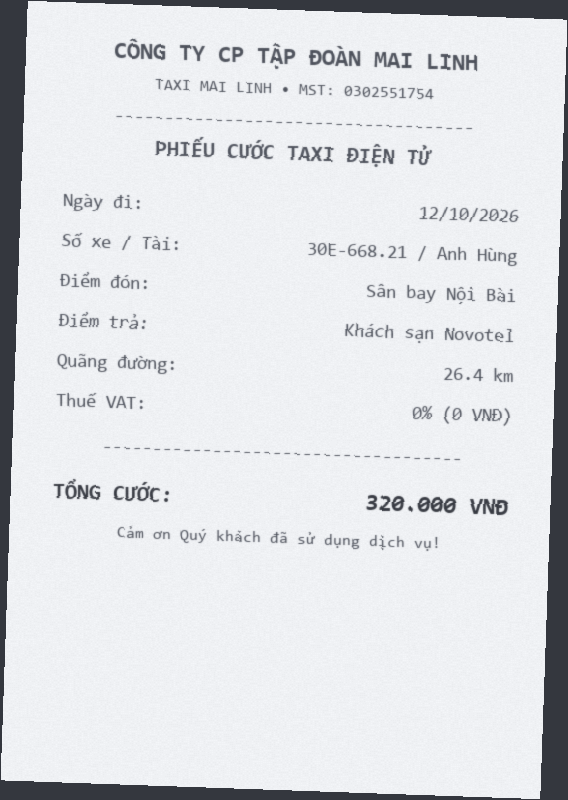 CÔNG TY CP TẬP ĐOÀN MAI LINH
TAXI MAI LINH • MST: 0302551754
------------------------------------
PHIẾU CƯỚC TAXI ĐIỆN TỬ
Ngày đi: 12/10/2026
Số xe / Tài: 30E-668.21 / Anh Hùng
Điểm đón: Sân bay Nội Bài
Điểm trả: Khách sạn Novotel
Quãng đường: 26.4 km
Thuế VAT: 0% (0 VNĐ)
------------------------------------
TỔNG CƯỚC: 320.000 VNĐ
Cảm ơn Quý khách đã sử dụng dịch vụ!